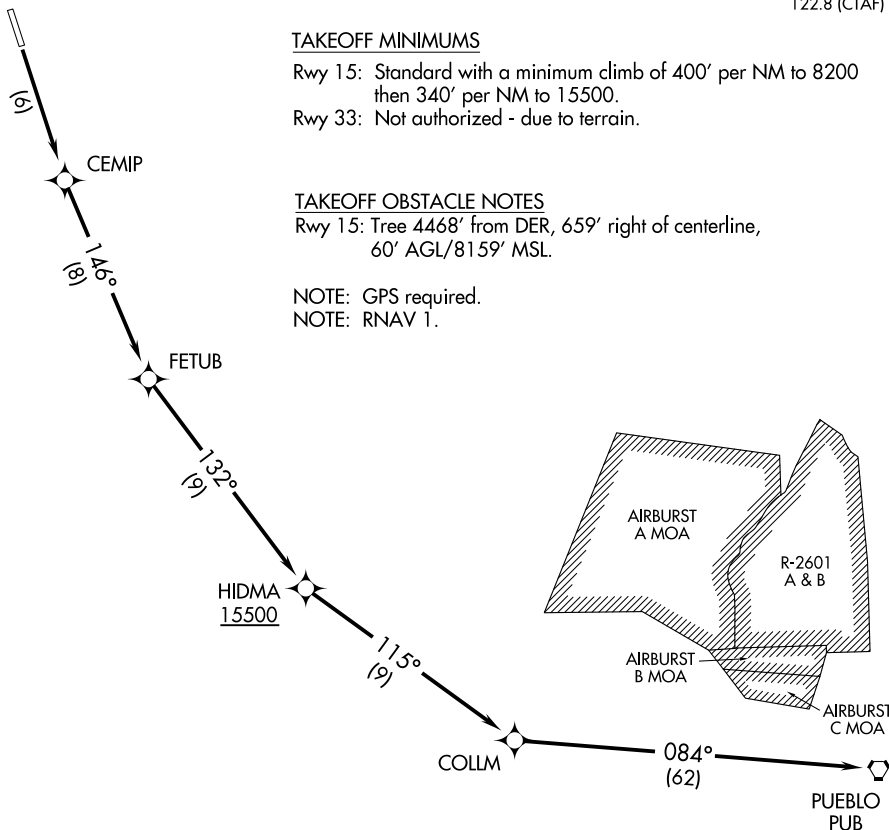 122.8 (CTAF)
TAKEOFF MINIMUMS
Rwy 15: Standard with a minimum climb of 400' per NM to 8200
then 340' per NM to 15500.
Rwy 33: Not authorized - due to terrain.
(6)
CEMIP
TAKEOFF OBSTACLE NOTES
Rwy 15: Tree 4468' from DER, 659' right of centerline,
60' AGL/8159' MSL.
146°
(8)
NOTE: GPS required.
NOTE: RNAV 1.
FETUB
132°
(9)
AIRBURST
A MOA
R-2601
A & B
HIDMA
15500
115°
(9)
AIRBURST
B MOA
AIRBURST
C MOA
COLLM
084°
(62)
PUEBLO
PUB